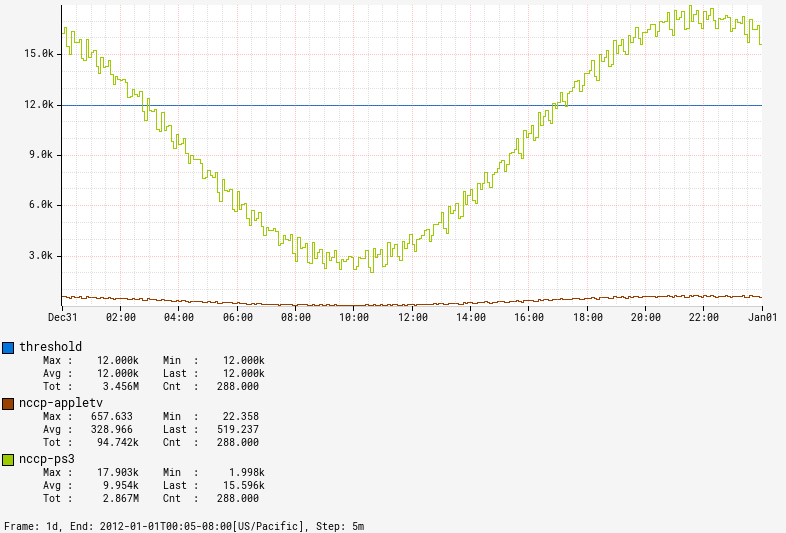 15.0k
12.0k
9.0k
6.0k
3.0k
Dec31 02:00 04:00 06:00 08:00 10:00 12:00 14:00 16:00 18:00 20:00 22:00 Jan01
threshold
Max : 12.000k Min : 12.000k
Avg : 12.000k Last : 12.000k
Tot : 3.456M Cnt : 288.000
nccp-appletv
Max : 657.633 Min : 22.358
Avg : 328.966 Last : 519.237
Tot : 94.742k Cnt : 288.000
nccp-ps3
Max : 17.903k Min : 1.998k
Avg : 9.954k Last : 15.596k
Tot : 2.867M Cnt : 288.000
Frame: 1d, End: 2012-01-01T00:05-08:00[US/Pacific], Step: 5m